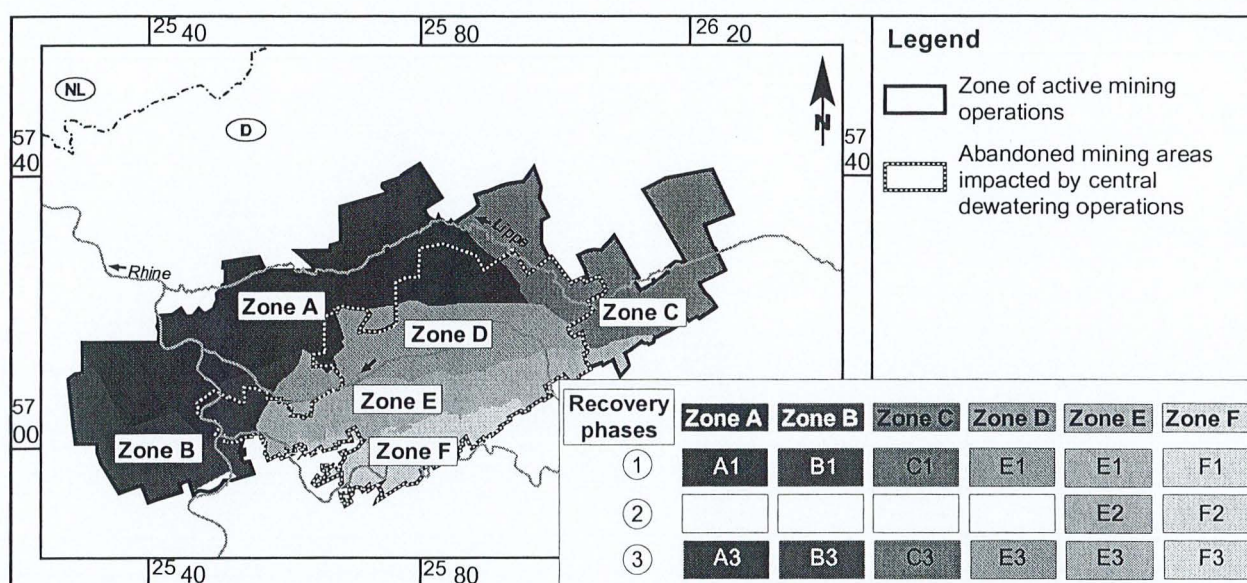 25 40
25 80
26 20
NL
D
57 40
57 40
N
Lippe
Rhine
Zone A
Zone D
Zone C
Zone E
Zone B
Zone F
57 00
25 40
25 80
Legend
Zone of active mining
operations
Abandoned mining areas
impacted by central
dewatering operations
Recovery
phases
Zone A Zone B Zone C Zone D Zone E Zone F
1 A1 B1 C1 E1 E1 F1
2 E2 F2
3 A3 B3 C3 E3 E3 F3